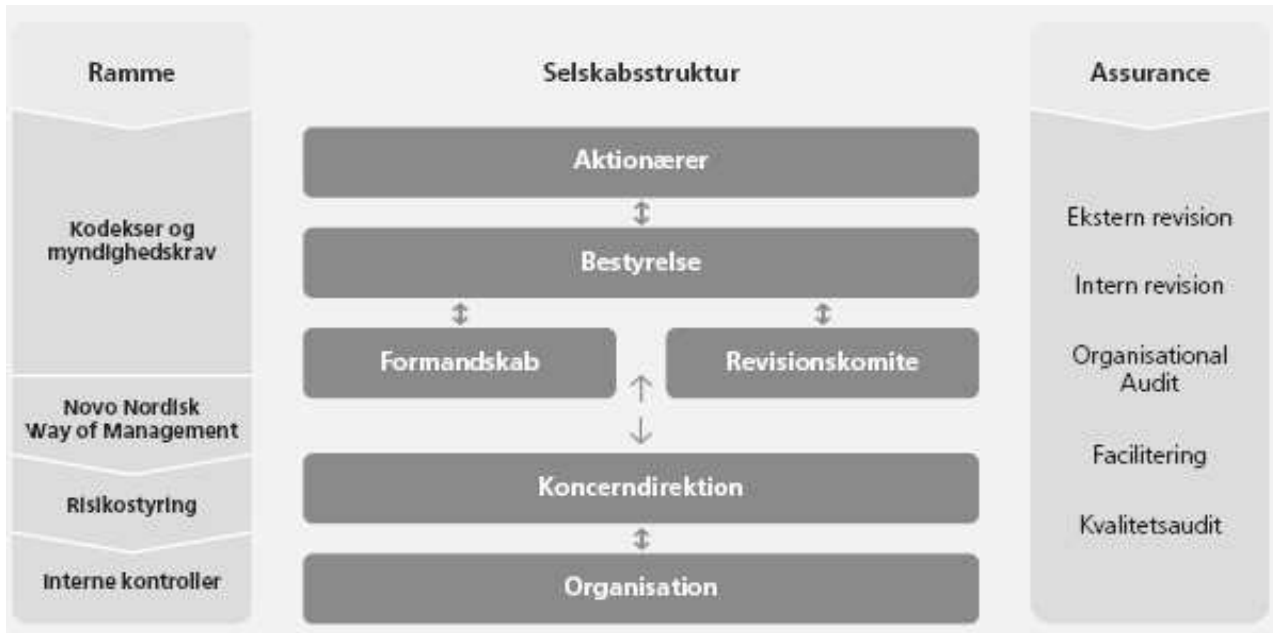 Ramme
Kodekser og
myndighedskrav
Novo Nordisk
Way of Management
Risikostyring
Interne kontroller
Selskabsstruktur
Aktionærer
Bestyrelse
Formandskab
Revisionskomite
Koncerndirektion
Organisation
Assurance
Ekstern revision
Intern revision
Organisational
Audit
Facilitering
Kvalitetsaudit